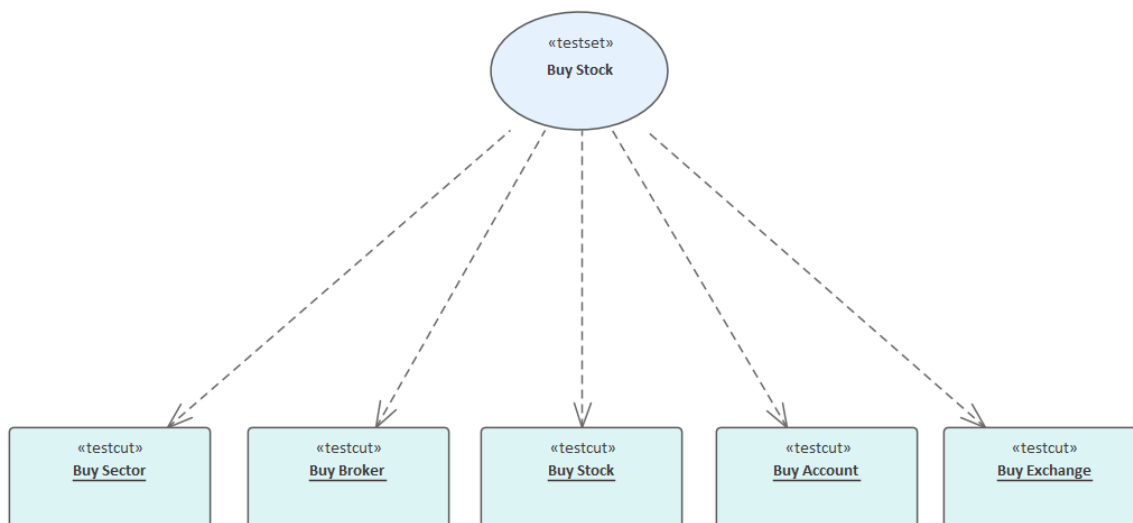 «testset»
Buy Stock
«testcut»
Buy Sector
«testcut»
Buy Broker
«testcut»
Buy Stock
«testcut»
Buy Account
«testcut»
Buy Exchange